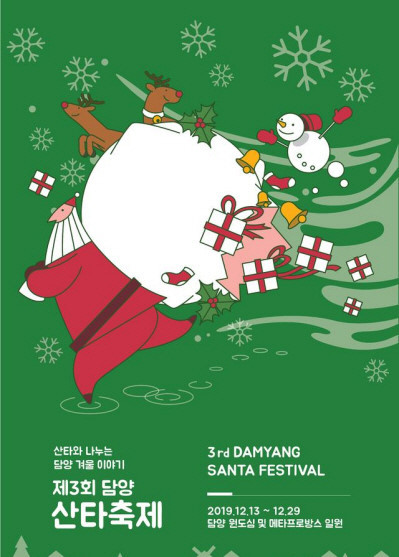 산타와 나누는
담양 겨울 이야기
제3회 담양
산타축제
3rd DAMYANG
SANTA FESTIVAL
2019.12.13 ~ 12.29
담양 원도심 및 메타프로방스 일원